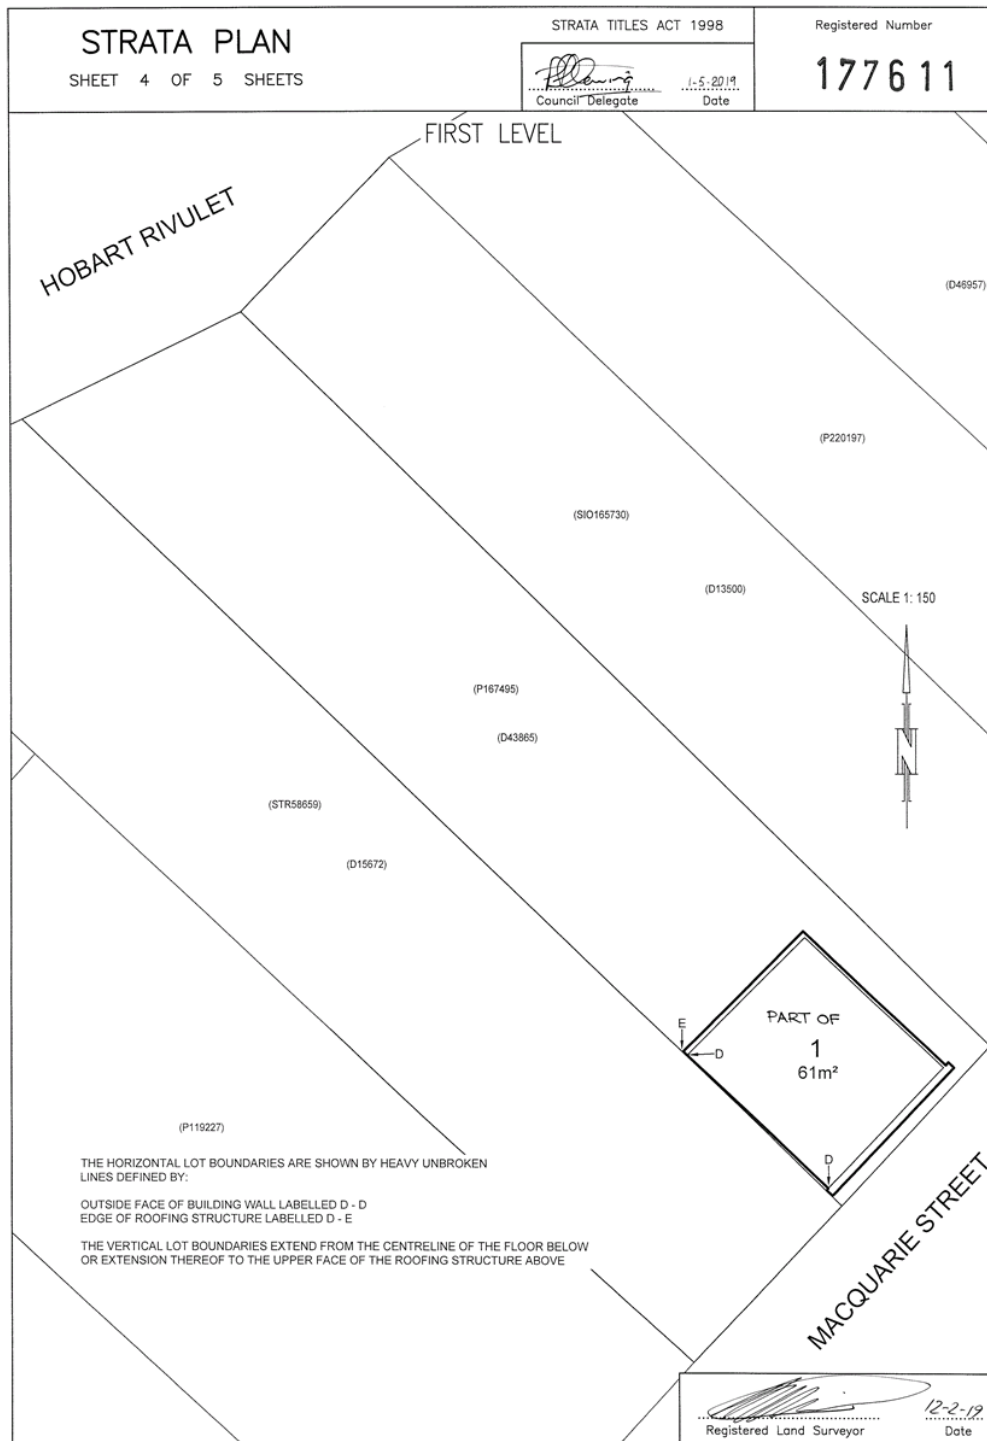 STRATA PLAN
SHEET 4 OF 5 SHEETS
STRATA TITLES ACT 1998
Council Delegate
1-5-2019
Date
Registered Number
177611
FIRST LEVEL
HOBART RIVULET
(D46957)
(P220197)
(SIO165730)
(D13500)
SCALE 1: 150
(P167495)
(D43865)
N
(STR58659)
(D15672)
PART OF
1
61m²
E
D
D
(P119227)
THE HORIZONTAL LOT BOUNDARIES ARE SHOWN BY HEAVY UNBROKEN
LINES DEFINED BY:
OUTSIDE FACE OF BUILDING WALL LABELLED D - D
EDGE OF ROOFING STRUCTURE LABELLED D - E
THE VERTICAL LOT BOUNDARIES EXTEND FROM THE CENTRELINE OF THE FLOOR BELOW
OR EXTENSION THEREOF TO THE UPPER FACE OF THE ROOFING STRUCTURE ABOVE
MACQUARIE STREET
12-2-19
Registered Land Surveyor
Date